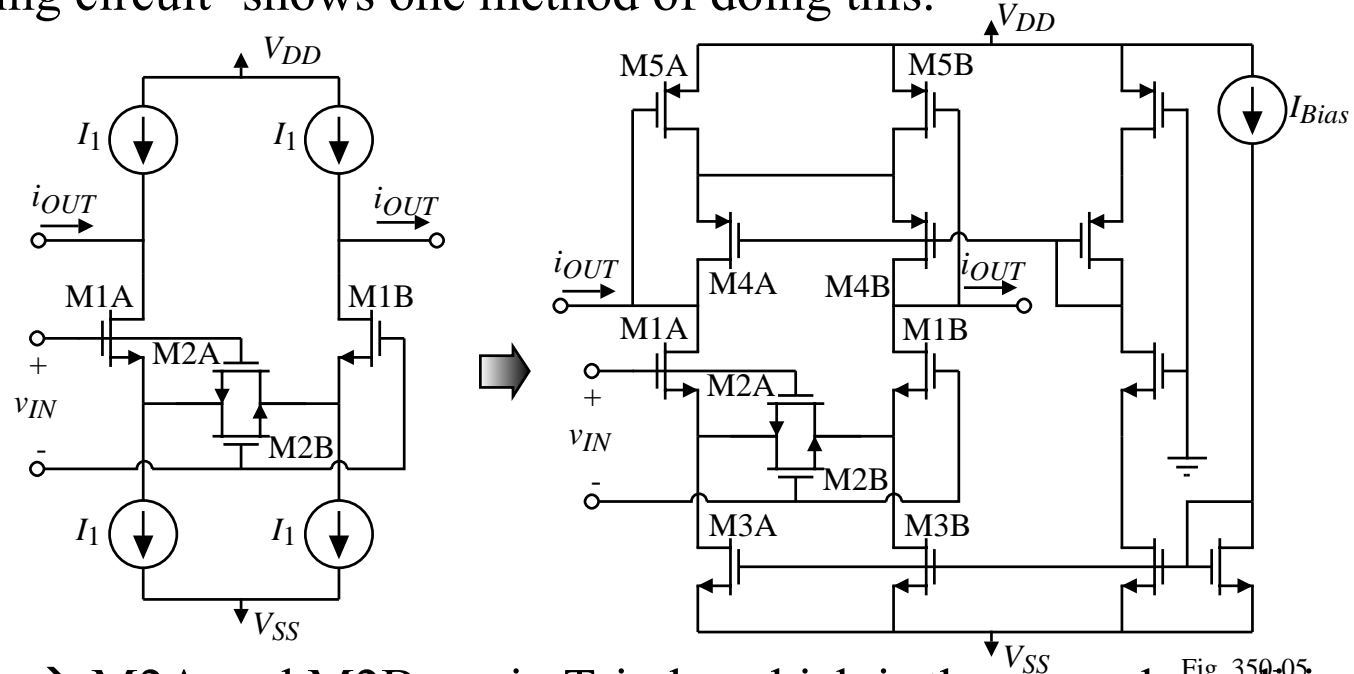 ng circuit" shows one method of doing this.
VDD
I1
I1
iOUT
iOUT
M1A
M1B
M2A
+
vIN
-
M2B
I1
I1
VSS
VDD
M5A
M5B
IBias
iOUT
M4A
M4B
iOUT
M1A
M1B
M2A
+
vIN
-
M2B
M3A
M3B
VSS
Fig. 350-05
M2A and M2B are in Triode, which is the